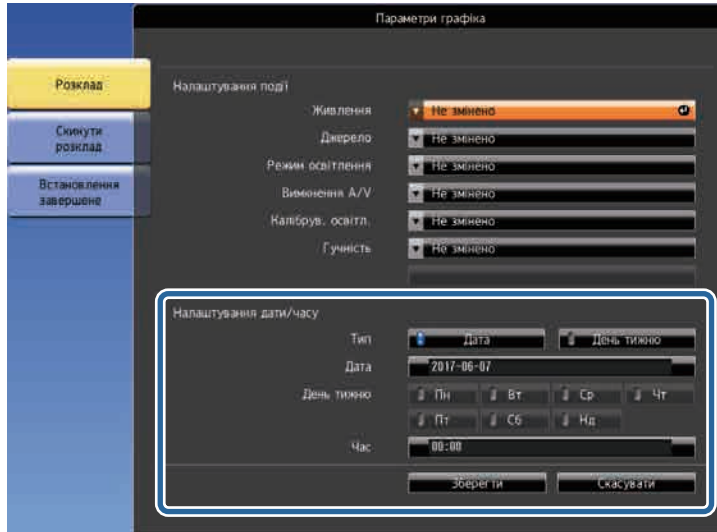 Параметри графіка
Розклад
Скинути
розклад
Встановлення
завершене
Налаштування події
Живлення Не змінено
Джерело Не змінено
Режим освітлення Не змінено
Вимкнення A/V Не змінено
Калібрув. освітл. Не змінено
Гучність Не змінено
Налаштування дати/часу
Тип Дата День тижню
Дата 2017-06-07
День тижню Пн Вт Ср Чт
Пт Сб Нд
Час 00:00
Зберегти Скасувати